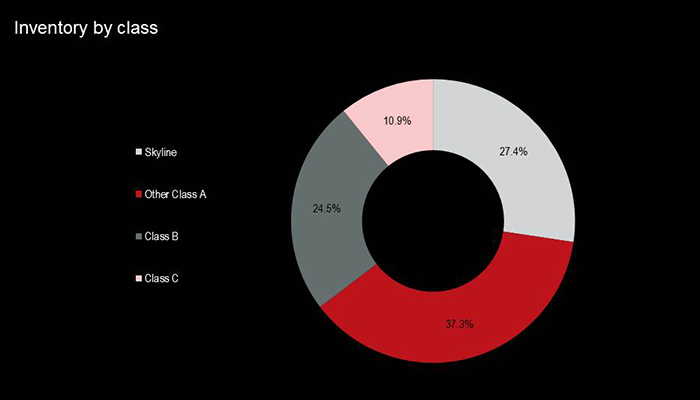 Inventory by class
10.9%
27.4%
Skyline
Other Class A
24.5%
Class B
Class C
37.3%